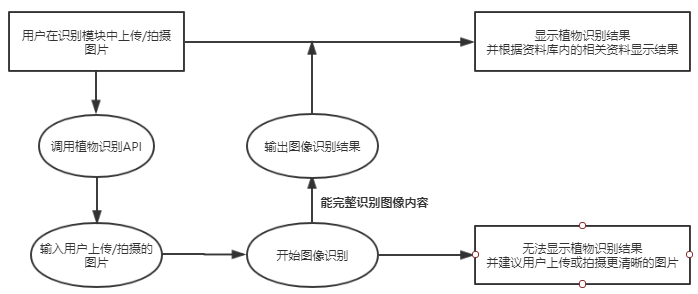 用户在识别模块中上传/拍摄
图片
显示植物识别结果
并根据资料库内的相关资料显示结果
调用植物识别API
输出图像识别结果
能完整识别图像内容
输入用户上传/拍摄的
图片
开始图像识别
无法显示植物识别结果
并建议用户上传或拍摄更清晰的图片